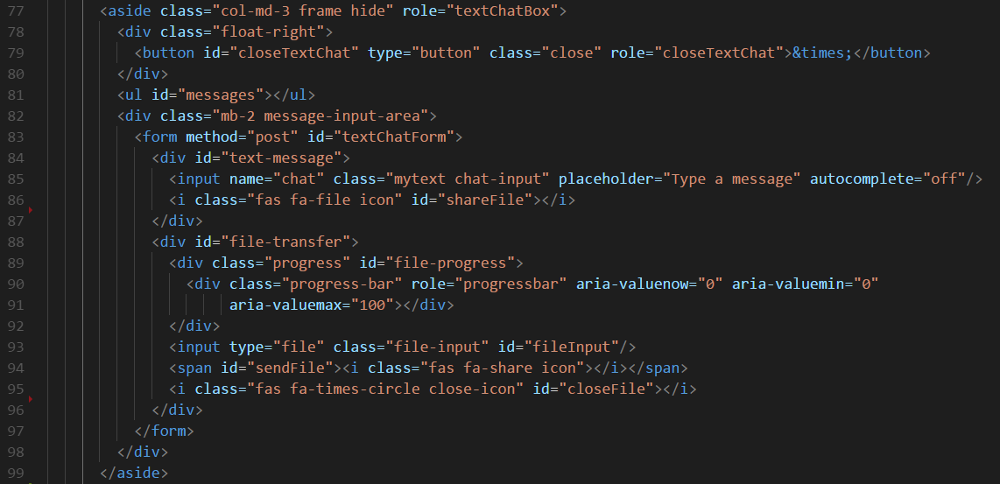 77 <aside class="col-md-3 frame hide" role="textChatBox">
78 <div class="float-right">
79 <button id="closeTextChat" type="button" class="close" role="closeTextChat">&times;</button>
80 </div>
81 <ul id="messages"></ul>
82 <div class="mb-2 message-input-area">
83 <form method="post" id="textChatForm">
84 <div id="text-message">
85 <input name="chat" class="mytext chat-input" placeholder="Type a message" autocomplete="off"/>
86 <i class="fas fa-file icon" id="shareFile"></i>
87 </div>
88 <div id="file-transfer">
89 <div class="progress" id="file-progress">
90 <div class="progress-bar" role="progressbar" aria-valuenow="0" aria-valuemin="0"
91 aria-valuemax="100"></div>
92 </div>
93 <input type="file" class="file-input" id="fileInput"/>
94 <span id="sendFile"><i class="fas fa-share icon"></i></span>
95 <i class="fas fa-times-circle close-icon" id="closeFile"></i>
96 </div>
97 </form>
98 </div>
99 </aside>